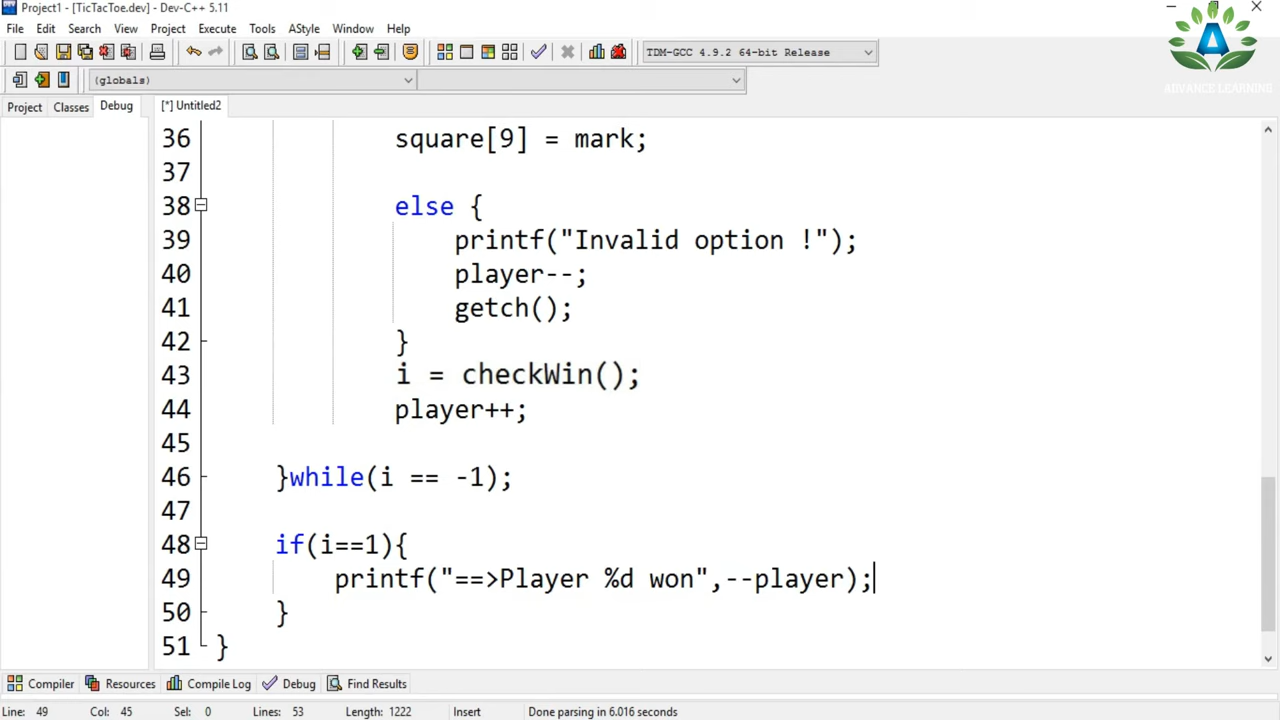 Project1 - [TicTacToe.dev] - Dev-C++ 5.11
File Edit Search View Project Execute Tools AStyle Window Help
TDM-GCC 4.9.2 64-bit Release
(globals)
ADVANCE LEARNING
Project Classes Debug [*] Untitled2
36 square[9] = mark;
37
38 else {
39 printf("Invalid option !");
40 player--;
41 getch();
42 }
43 i = checkWin();
44 player++;
45
46 }while(i == -1);
47
48 if(i==1){
49 printf("==>Player %d won",--player);
50 }
51 }
Compiler Resources Compile Log Debug Find Results
Line: 49 Col: 45 Sel: 0 Lines: 53 Length: 1222 Insert Done parsing in 6.016 seconds